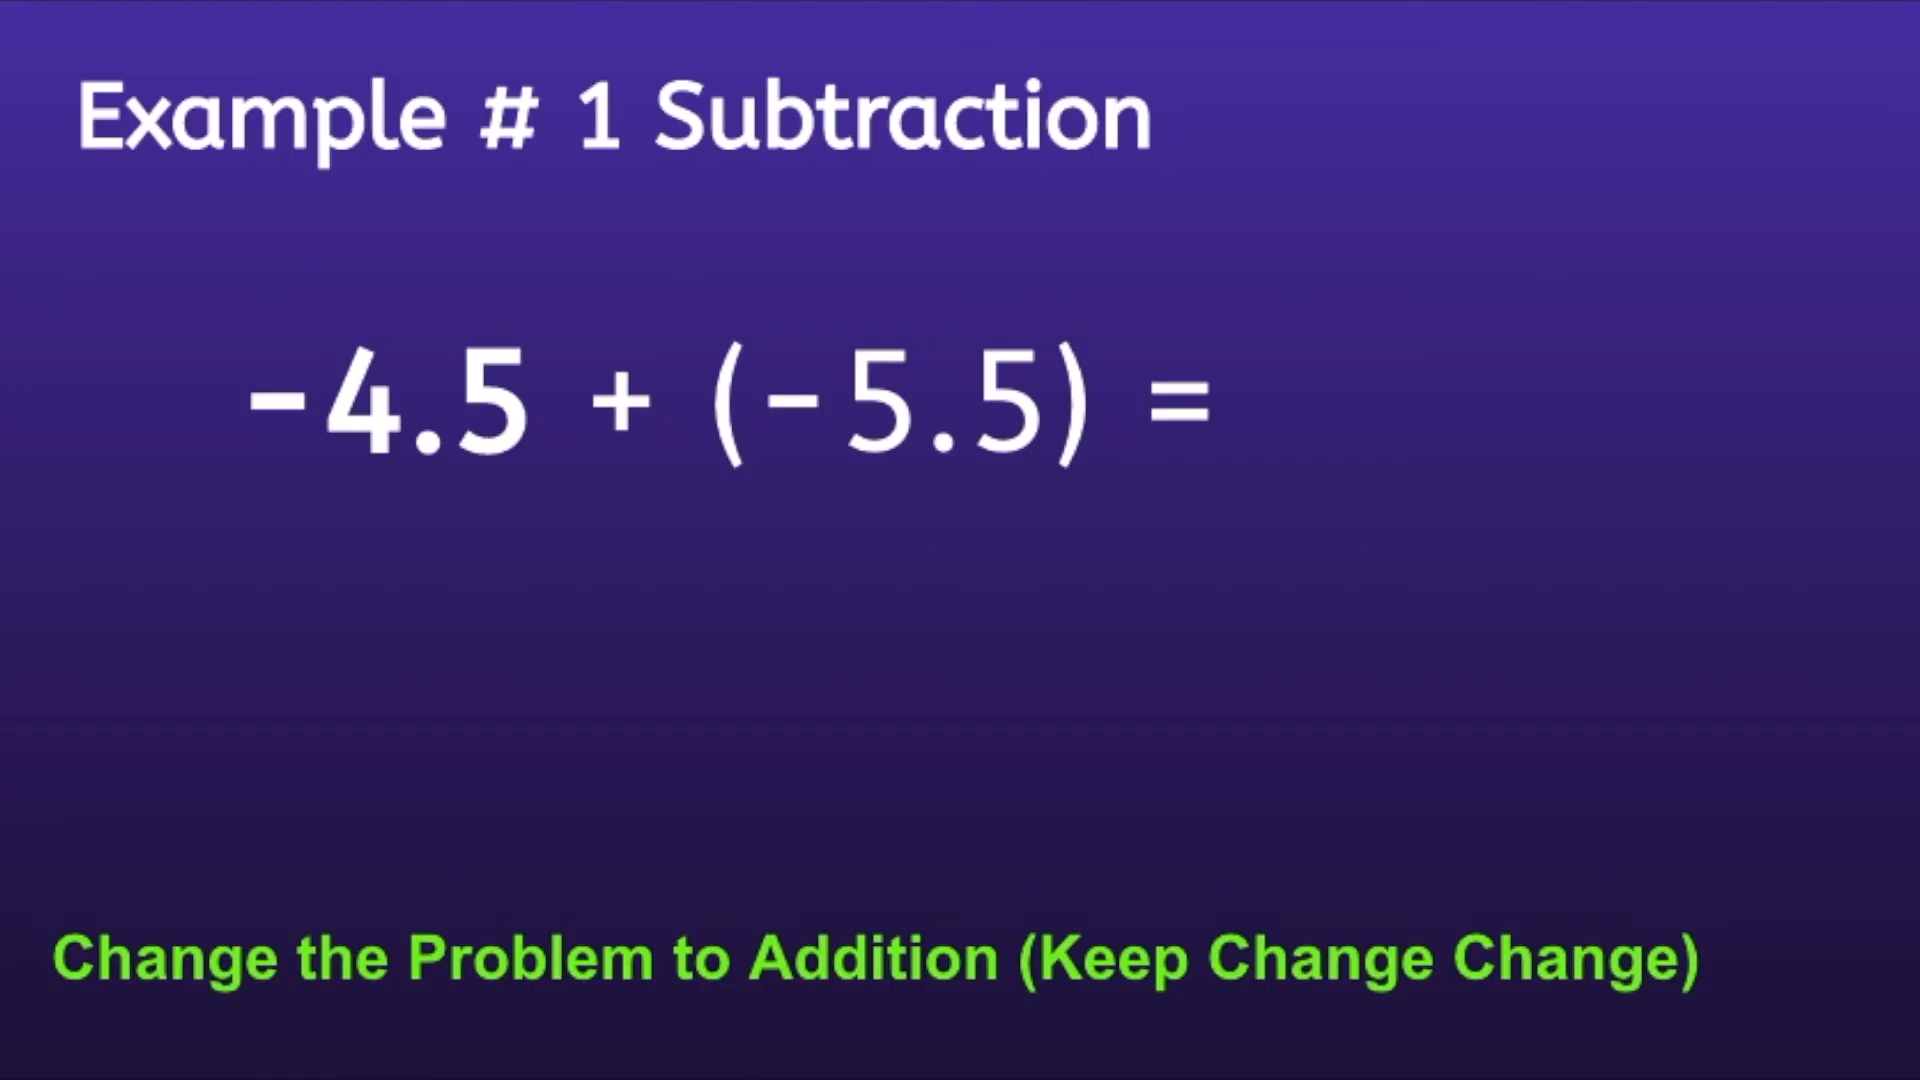 Example # 1 Subtraction
-4.5 + (-5.5) =
Change the Problem to Addition (Keep Change Change)